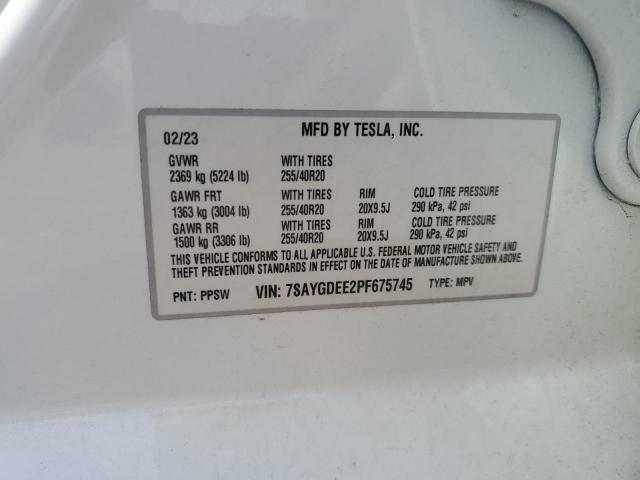 02/23 MFD BY TESLA, INC.
GVWR WITH TIRES
2369 kg (5224 lb) 255/40R20
GAWR FRT WITH TIRES RIM COLD TIRE PRESSURE
1363 kg (3004 lb) 255/40R20 20X9.5J 290 kPa, 42 psi
GAWR RR WITH TIRES RIM COLD TIRE PRESSURE
1500 kg (3306 lb) 255/40R20 20X9.5J 290 kPa, 42 psi
THIS VEHICLE CONFORMS TO ALL APPLICABLE U.S. FEDERAL MOTOR VEHICLE SAFETY AND
THEFT PREVENTION STANDARDS IN EFFECT ON THE DATE OF MANUFACTURE SHOWN ABOVE.
PNT: PPSW VIN: 7SAYGDEE2PF675745 TYPE: MPV